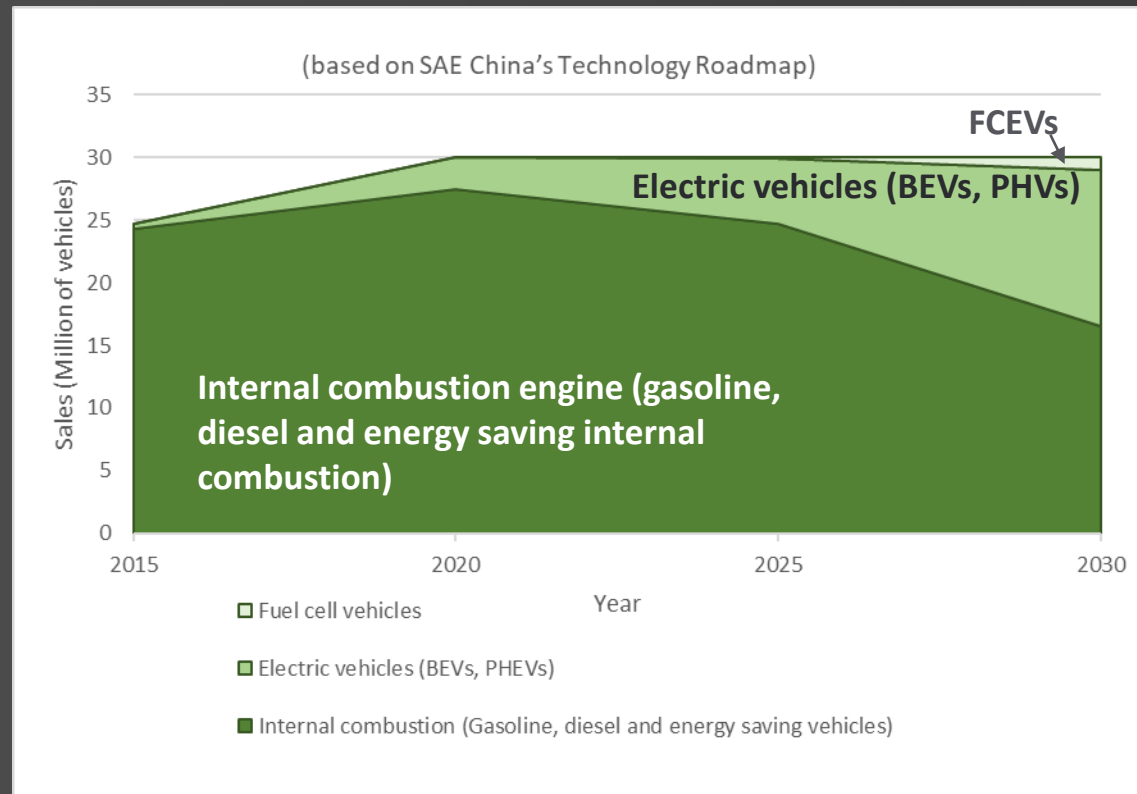 (based on SAE China's Technology Roadmap)
35
30
25
20
15
10
5
0
Sales (Million of vehicles)
FCEVs
Electric vehicles (BEVs, PHVs)
Internal combustion engine (gasoline,
diesel and energy saving internal
combustion)
2015
2020
2025
2030
Year
Fuel cell vehicles
Electric vehicles (BEVs, PHEVs)
Internal combustion (Gasoline, diesel and energy saving vehicles)